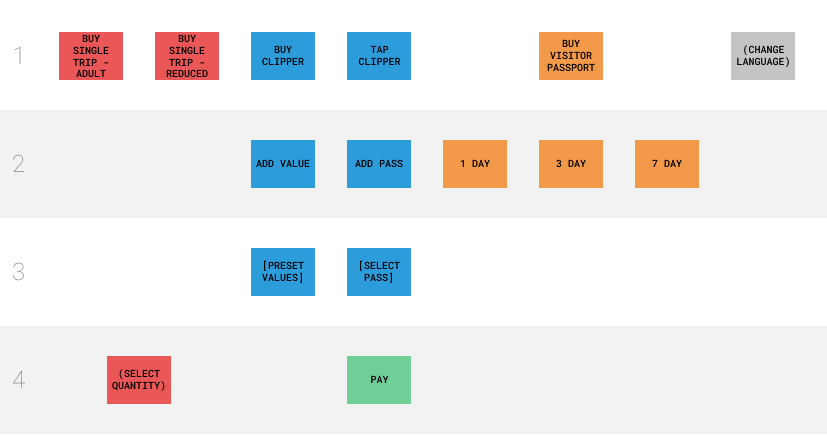 1
BUY
SINGLE
TRIP -
ADULT
BUY
SINGLE
TRIP -
REDUCED
BUY
CLIPPER
TAP
CLIPPER
BUY
VISITOR
PASSPORT
(CHANGE
LANGUAGE)
2
ADD VALUE
ADD PASS
1 DAY
3 DAY
7 DAY
3
[PRESET
VALUES]
[SELECT
PASS]
4
(SELECT
QUANTITY)
PAY